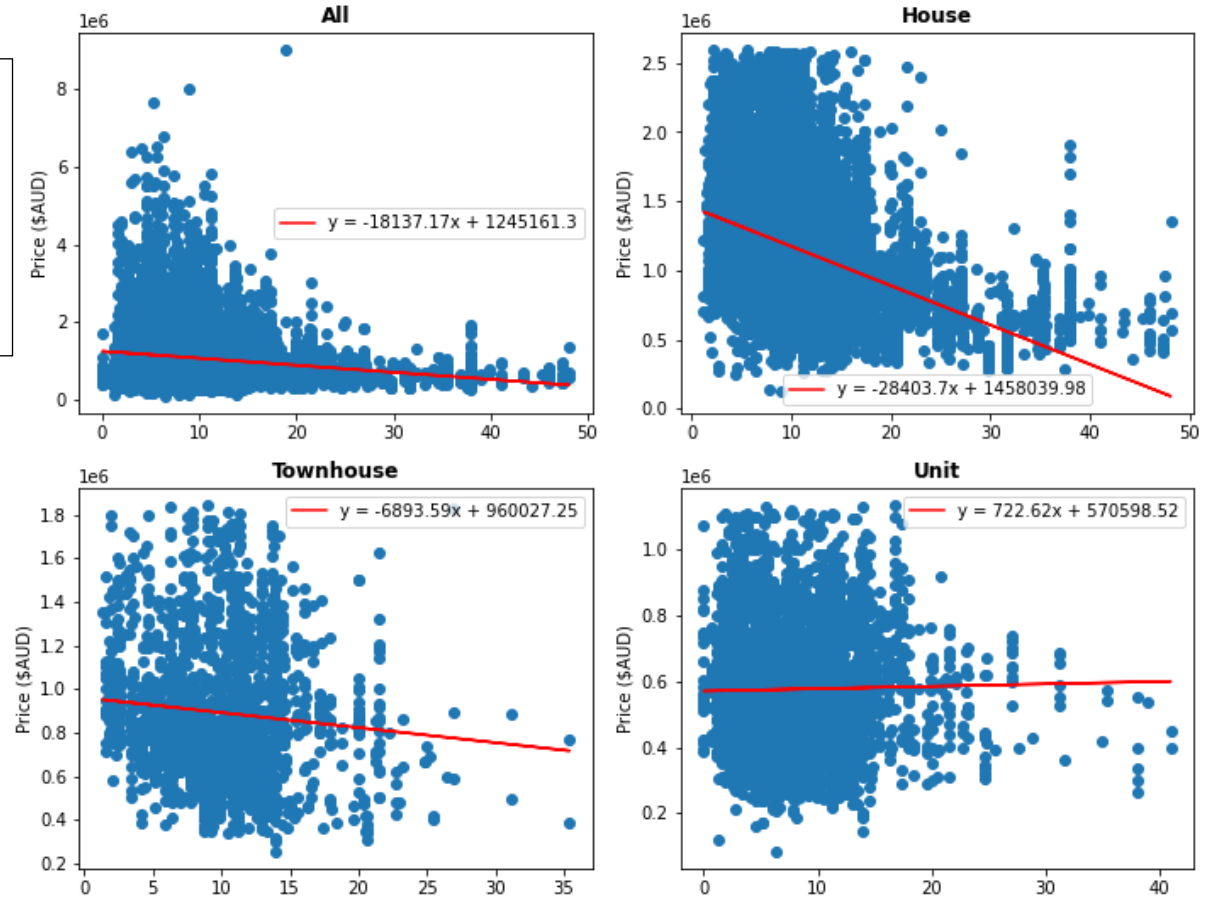 All
1e6
8
6
4
2
0
Price ($AUD)
y = -18137.17x + 1245161.3
0 10 20 30 40 50
House
1e6
2.5
2.0
1.5
1.0
0.5
0.0
Price ($AUD)
y = -28403.7x + 1458039.98
0 10 20 30 40 50
Townhouse
1e6
1.8
1.6
1.4
1.2
1.0
0.8
0.6
0.4
0.2
Price ($AUD)
y = -6893.59x + 960027.25
0 5 10 15 20 25 30 35
Unit
1e6
1.0
0.8
0.6
0.4
0.2
Price ($AUD)
y = 722.62x + 570598.52
0 10 20 30 40